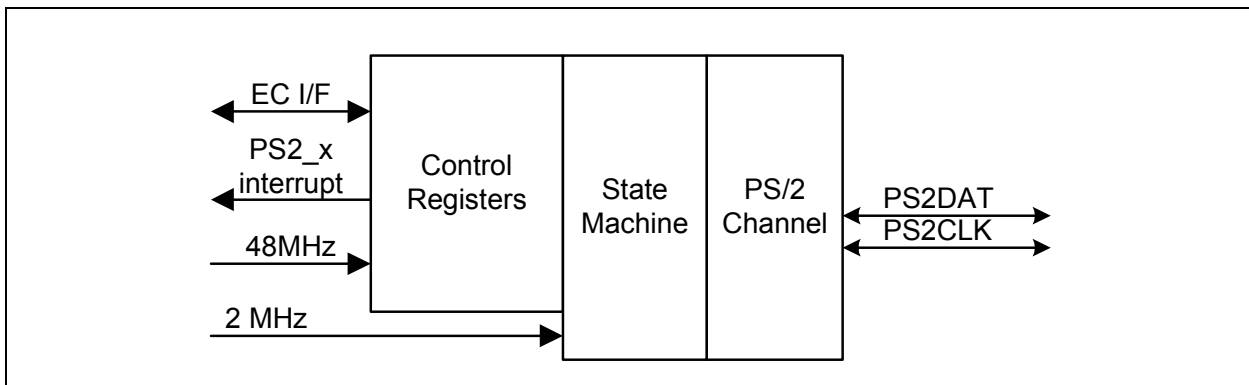 EC I/F
PS2_x
interrupt
48MHz
2 MHz
Control
Registers
State
Machine
PS/2
Channel
PS2DAT
PS2CLK